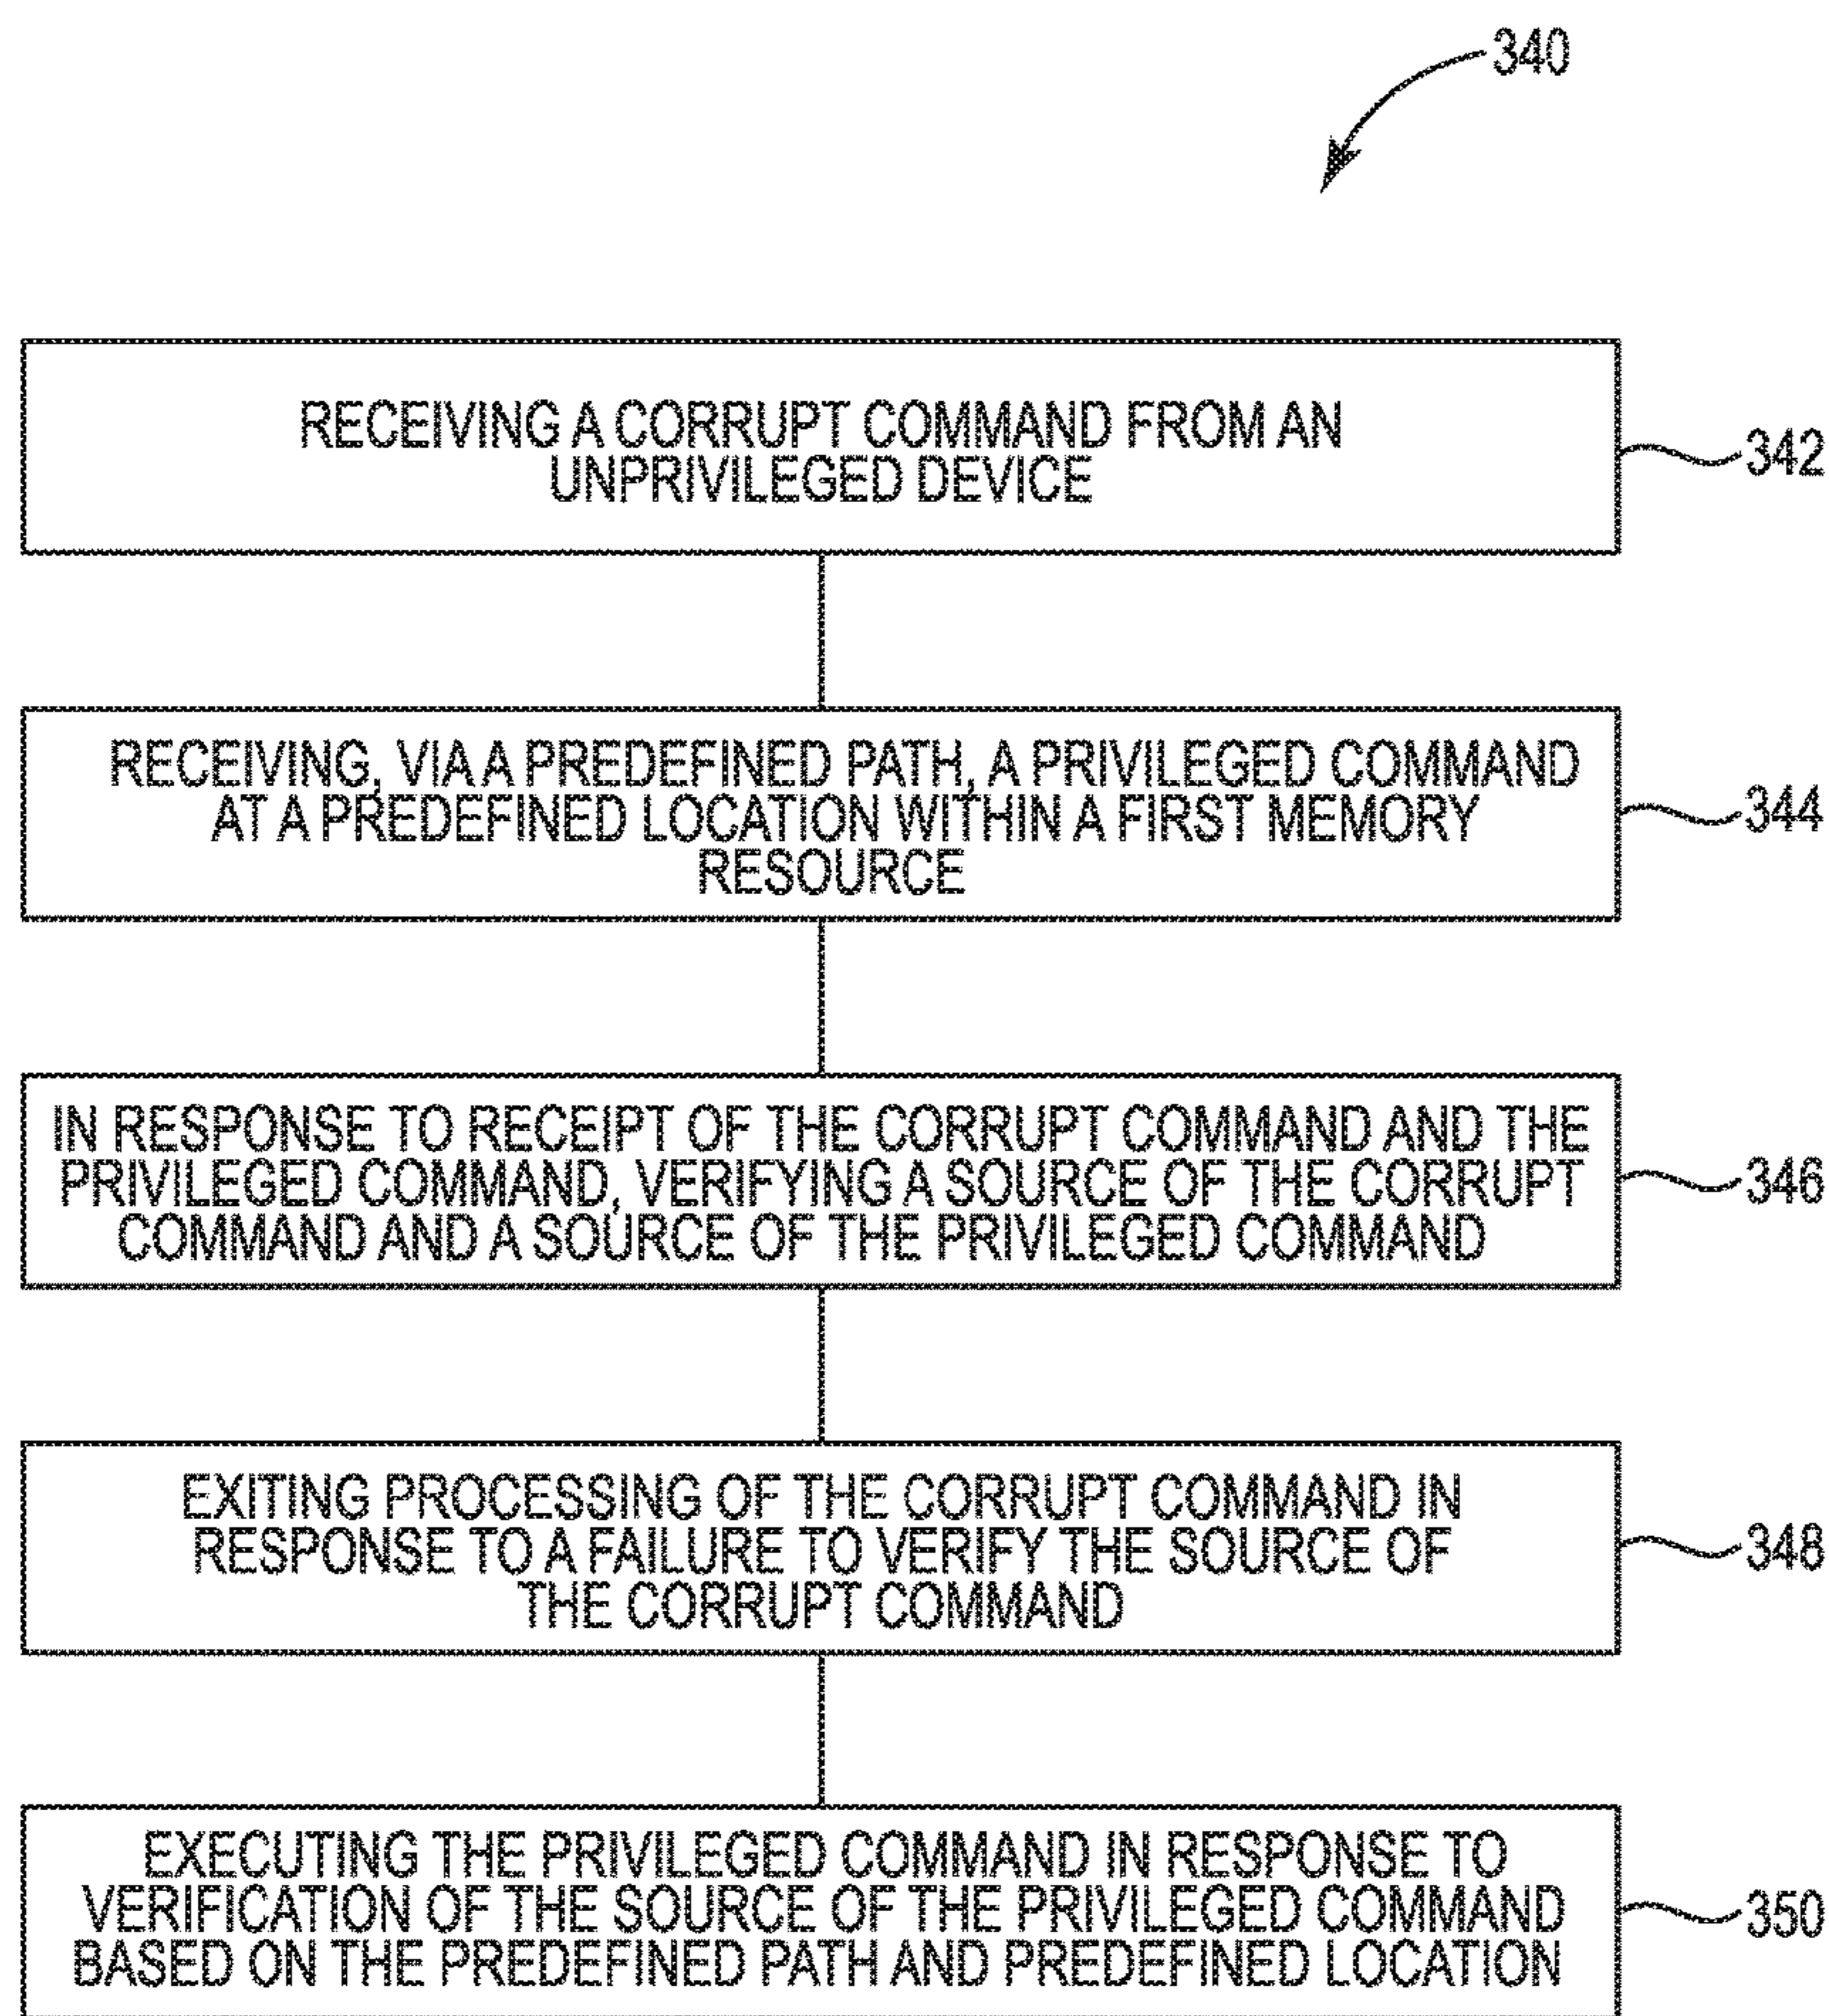 340
RECEIVING A CORRUPT COMMAND FROM AN
UNPRIVILEGED DEVICE
342
RECEIVING, VIA A PREDEFINED PATH, A PRIVILEGED COMMAND
AT A PREDEFINED LOCATION WITHIN A FIRST MEMORY
RESOURCE
344
IN RESPONSE TO RECEIPT OF THE CORRUPT COMMAND AND THE
PRIVILEGED COMMAND, VERIFYING A SOURCE OF THE CORRUPT
COMMAND AND A SOURCE OF THE PRIVILEGED COMMAND
346
EXITING PROCESSING OF THE CORRUPT COMMAND IN
RESPONSE TO A FAILURE TO VERIFY THE SOURCE OF
THE CORRUPT COMMAND
348
EXECUTING THE PRIVILEGED COMMAND IN RESPONSE TO
VERIFICATION OF THE SOURCE OF THE PRIVILEGED COMMAND
BASED ON THE PREDEFINED PATH AND PREDEFINED LOCATION
350